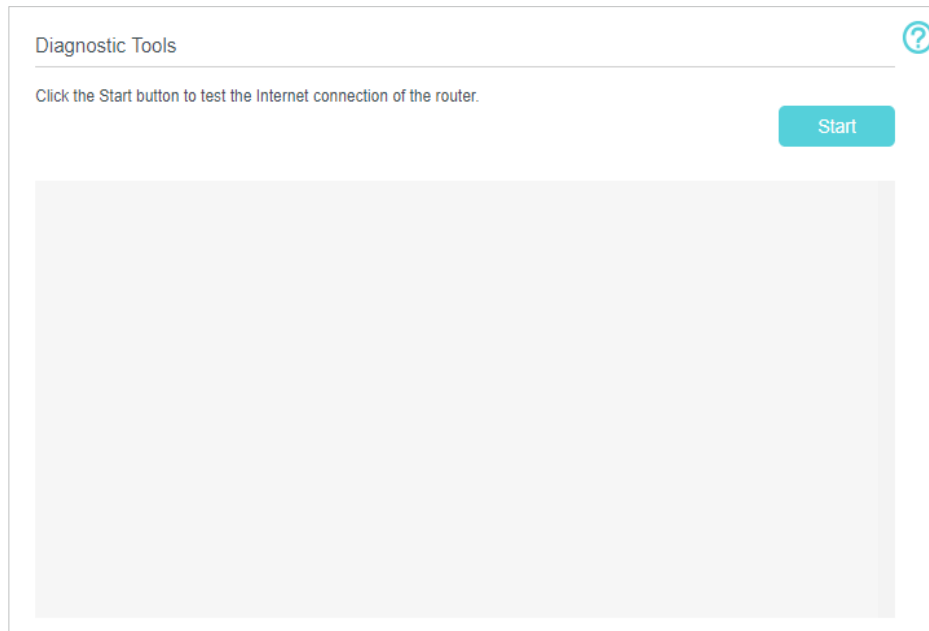 Diagnostic Tools
?
Click the Start button to test the Internet connection of the router.
Start